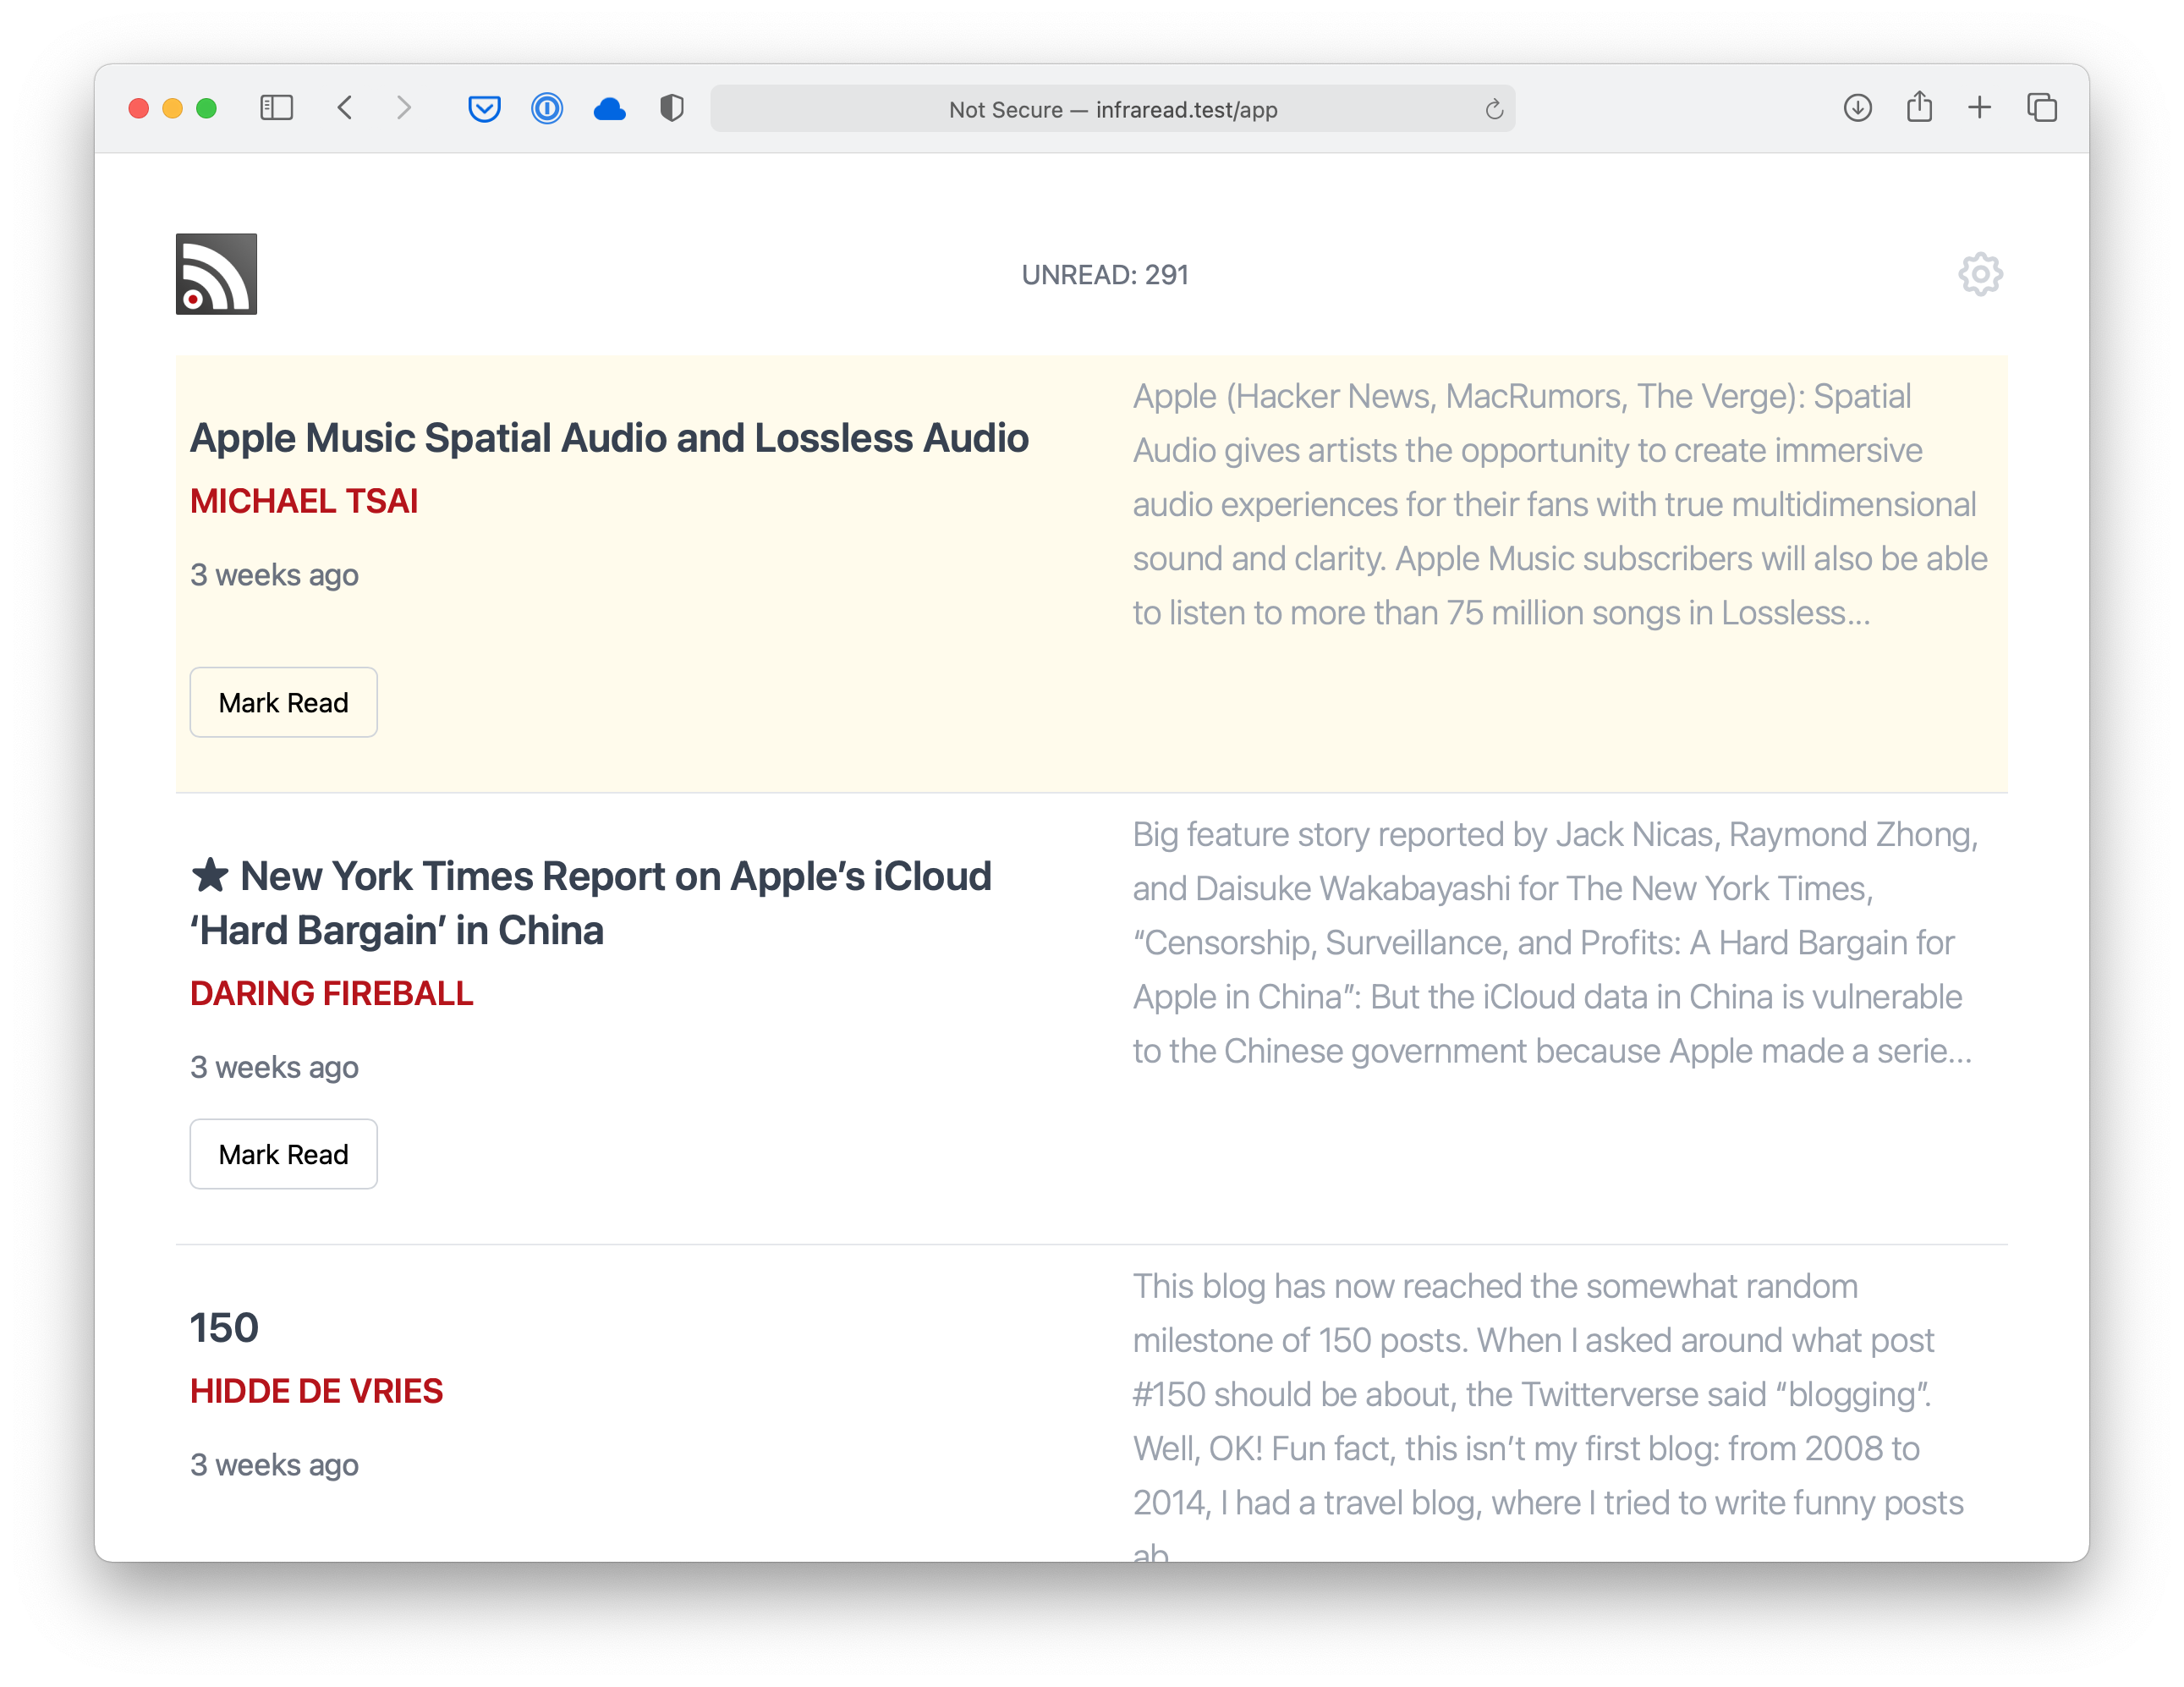 Not Secure — infraread.test/app
UNREAD: 291
Apple Music Spatial Audio and Lossless Audio
MICHAEL TSAI
3 weeks ago
Mark Read
Apple (Hacker News, MacRumors, The Verge): Spatial
Audio gives artists the opportunity to create immersive
audio experiences for their fans with true multidimensional
sound and clarity. Apple Music subscribers will also be able
to listen to more than 75 million songs in Lossless...
★ New York Times Report on Apple’s iCloud
‘Hard Bargain’ in China
DARING FIREBALL
3 weeks ago
Mark Read
Big feature story reported by Jack Nicas, Raymond Zhong,
and Daisuke Wakabayashi for The New York Times,
“Censorship, Surveillance, and Profits: A Hard Bargain for
Apple in China”: But the iCloud data in China is vulnerable
to the Chinese government because Apple made a serie...
150
HIDDE DE VRIES
3 weeks ago
This blog has now reached the somewhat random
milestone of 150 posts. When I asked around what post
#150 should be about, the Twitterverse said “blogging”.
Well, OK! Fun fact, this isn’t my first blog: from 2008 to
2014, I had a travel blog, where I tried to write funny posts
ab